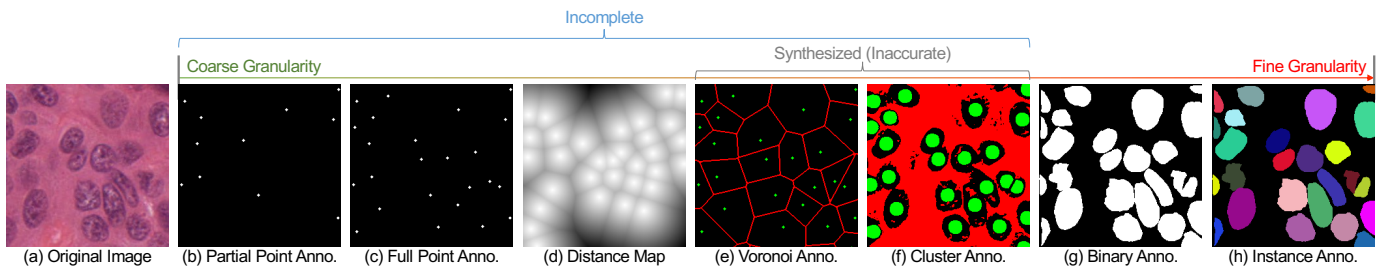 Incomplete
Synthesized (Inaccurate)
Coarse Granularity
Fine Granularity
(a) Original Image
(b) Partial Point Anno.
(c) Full Point Anno.
(d) Distance Map
(e) Voronoi Anno.
(f) Cluster Anno.
(g) Binary Anno.
(h) Instance Anno.